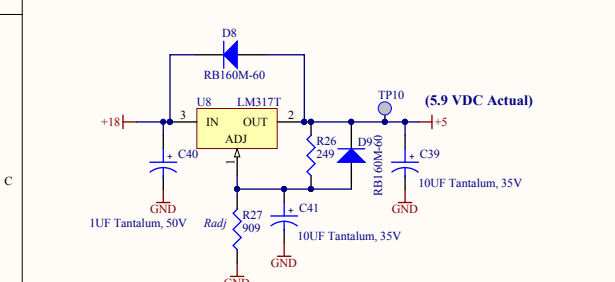 D8
RB160M-60
TP10
(5.9 VDC Actual)
U8 LM317T
+18 3 IN OUT 2 +5
ADJ
1
C40
R26
249
D9
RB160M-60
C39
C
10UF Tantalum, 35V
GND
1UF Tantalum, 50V
Radj
R27
909
C41
10UF Tantalum, 35V
GND
GND
GND